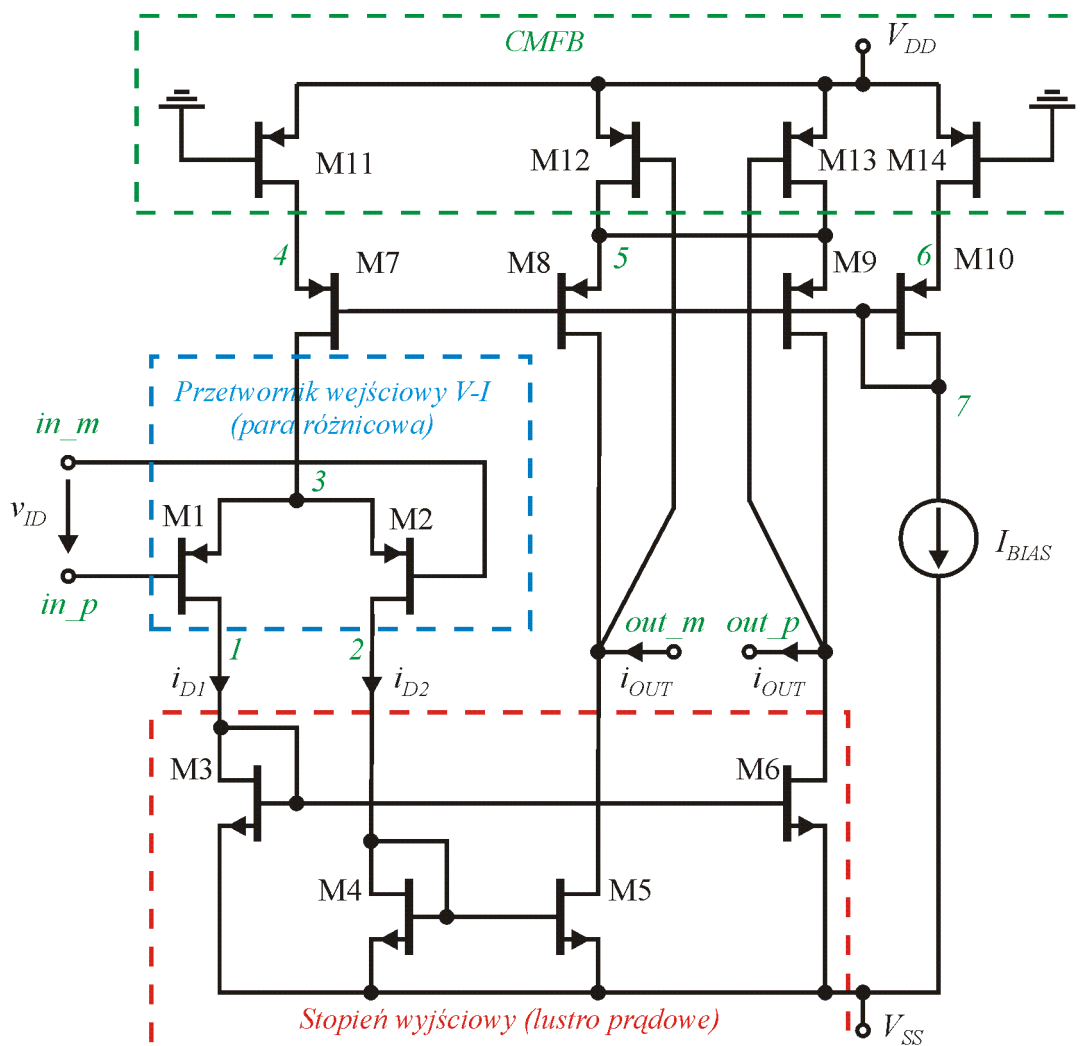 CMFB
V_DD
M11
M12
M13
M14
4
M7
M8
5
M9
6
M10
Przetwornik wejściowy V-I
(para różnicowa)
7
in_m
3
v_ID
M1
M2
I_BIAS
in_p
1
2
out_m
out_p
i_D1
i_D2
i_OUT
i_OUT
M3
M6
M4
M5
Stopień wyjściowy (lustro prądowe)
V_SS